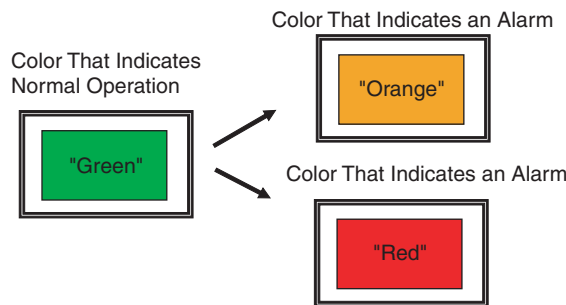 Color That Indicates an Alarm
"Orange"
Color That Indicates
Normal Operation
"Green"
Color That Indicates an Alarm
"Red"